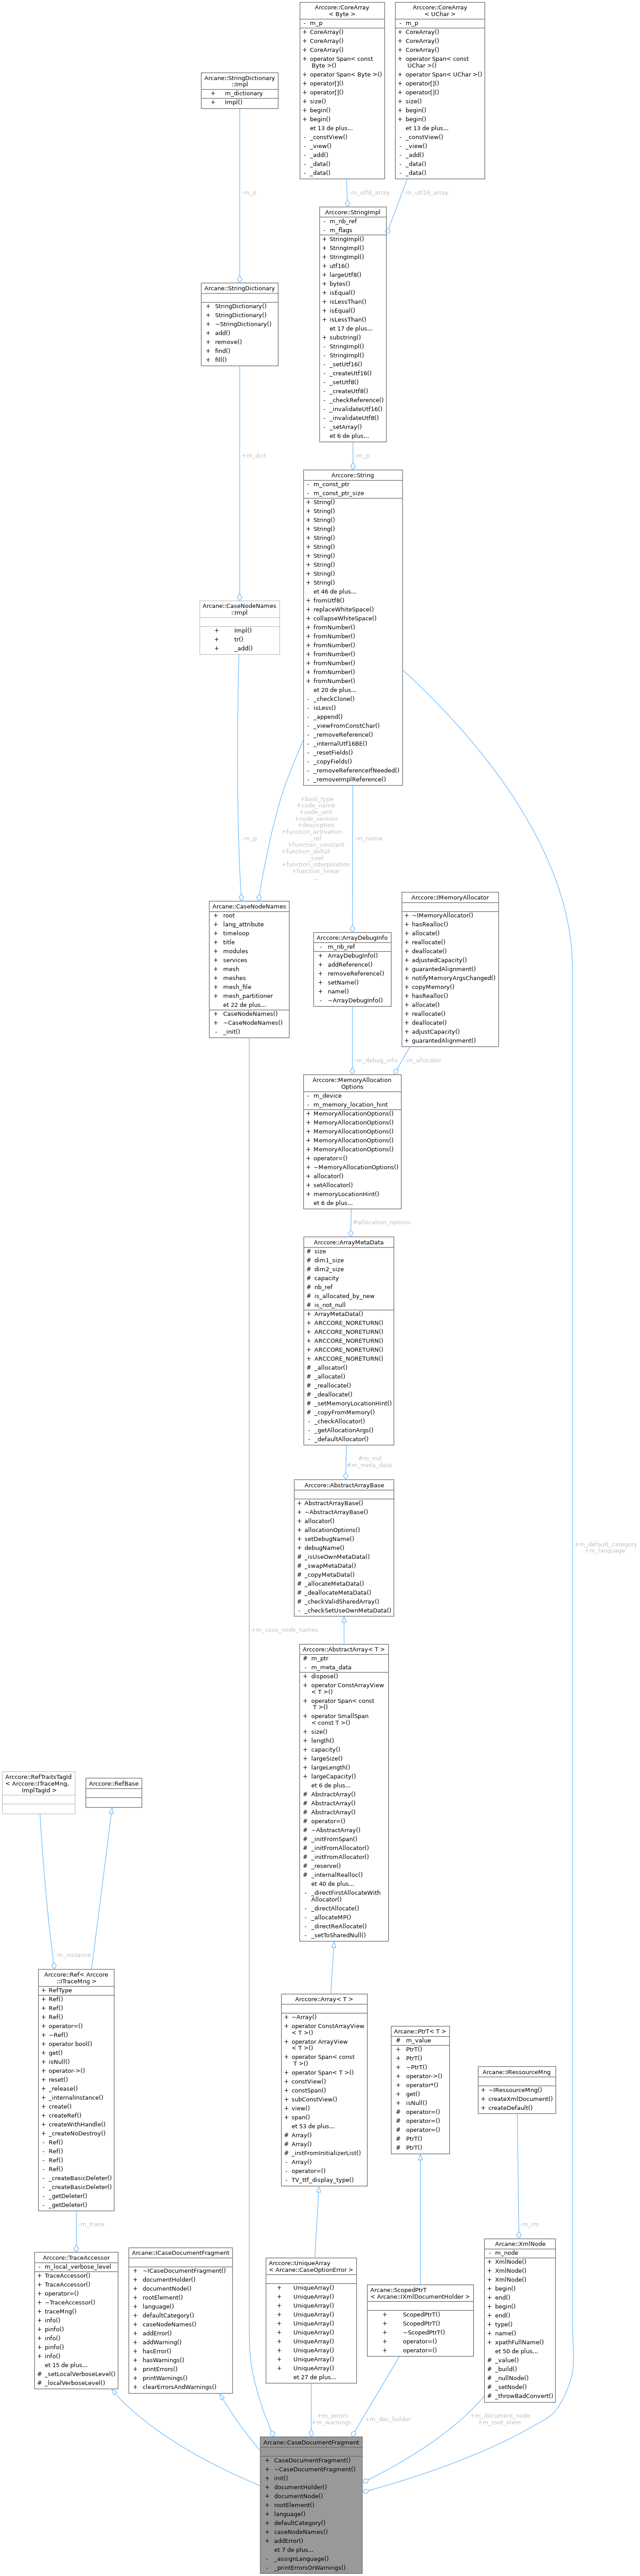 Arccore::CoreArray
< Byte >
- m_p
+ CoreArray()
+ CoreArray()
+ CoreArray()
+ operator Span< const
Byte >()
+ operator Span< Byte >()
+ operator[]()
+ operator[]()
+ size()
+ begin()
+ begin()
et 13 de plus...
- _constView()
- _view()
- _add()
- _data()
- _data()
Arccore::CoreArray
< UChar >
- m_p
+ CoreArray()
+ CoreArray()
+ CoreArray()
+ operator Span< const
UChar >()
+ operator Span< UChar >()
+ operator[]()
+ operator[]()
+ size()
+ begin()
+ begin()
et 13 de plus...
- _constView()
- _view()
- _add()
- _data()
- _data()
Arcane::StringDictionary
::Impl
+ m_dictionary
+ Impl()
-m_p
-m_utf8_array
-m_utf16_array
Arccore::StringImpl
- m_nb_ref
- m_flags
+ StringImpl()
+ StringImpl()
+ StringImpl()
+ utf16()
+ largeUtf8()
+ bytes()
+ isEqual()
+ isLessThan()
+ isEqual()
+ isLessThan()
et 17 de plus...
+ substring()
- StringImpl()
- StringImpl()
- _setUtf16()
- _createUtf16()
- _setUtf8()
- _createUtf8()
- _checkReference()
- _invalidateUtf16()
- _invalidateUtf8()
- _setArray()
et 6 de plus...
Arcane::StringDictionary
+ StringDictionary()
+ StringDictionary()
+ ~StringDictionary()
+ add()
+ remove()
+ find()
+ fill()
+m_dict
-m_p
Arccore::String
- m_const_ptr
- m_const_ptr_size
+ String()
+ String()
+ String()
+ String()
+ String()
+ String()
+ String()
+ String()
+ String()
+ String()
et 46 de plus...
+ fromUtf8()
+ replaceWhiteSpace()
+ collapseWhiteSpace()
+ fromNumber()
+ fromNumber()
+ fromNumber()
+ fromNumber()
+ fromNumber()
+ fromNumber()
+ fromNumber()
et 20 de plus...
- _checkClone()
- isLess()
- _append()
- _viewFromConstChar()
- _removeReference()
- _internalUtf16BE()
- _resetFields()
- _copyFields()
- _removeReferenceIfNeeded()
- _removeImplReference()
Arcane::CaseNodeNames
::Impl
+ Impl()
+ tr()
+ _add()
-m_p
+bool_type
+code_name
+code_unit
+code_version
+description
+function_activation
_ref
+function_constant
+function_deltat
_coef
+function_interpolation
+function_linear
...
-m_name
Arcane::CaseNodeNames
+ root
+ lang_attribute
+ timeloop
+ title
+ modules
+ services
+ mesh
+ meshes
+ mesh_file
+ mesh_partitioner
et 22 de plus...
+ CaseNodeNames()
+ ~CaseNodeNames()
- _init()
Arccore::ArrayDebugInfo
- m_nb_ref
+ ArrayDebugInfo()
+ addReference()
+ removeReference()
+ setName()
+ name()
- ~ArrayDebugInfo()
Arccore::IMemoryAllocator
+ ~IMemoryAllocator()
+ hasRealloc()
+ allocate()
+ reallocate()
+ deallocate()
+ adjustedCapacity()
+ guarantedAlignment()
+ notifyMemoryArgsChanged()
+ copyMemory()
+ hasRealloc()
+ allocate()
+ reallocate()
+ deallocate()
+ adjustCapacity()
+ guarantedAlignment()
-m_debug_info
-m_allocator
Arccore::MemoryAllocation
Options
- m_device
- m_memory_location_hint
+ MemoryAllocationOptions()
+ MemoryAllocationOptions()
+ MemoryAllocationOptions()
+ MemoryAllocationOptions()
+ MemoryAllocationOptions()
+ operator=()
+ ~MemoryAllocationOptions()
+ allocator()
+ setAllocator()
+ memoryLocationHint()
et 6 de plus...
#allocation_options
Arccore::ArrayMetaData
# size
# dim1_size
# dim2_size
# capacity
# nb_ref
# is_allocated_by_new
# is_not_null
+ ArrayMetaData()
+ ARCCORE_NORETURN()
+ ARCCORE_NORETURN()
+ ARCCORE_NORETURN()
+ ARCCORE_NORETURN()
+ ARCCORE_NORETURN()
# _allocator()
# _allocate()
# _reallocate()
# _deallocate()
# _setMemoryLocationHint()
# _copyFromMemory()
- _checkAllocator()
- _getAllocationArgs()
- _defaultAllocator()
#m_md
#m_meta_data
+m_default_category
+m_language
Arccore::AbstractArrayBase
+ AbstractArrayBase()
+ ~AbstractArrayBase()
+ allocator()
+ allocationOptions()
+ setDebugName()
+ debugName()
# _isUseOwnMetaData()
# _swapMetaData()
# _copyMetaData()
# _allocateMetaData()
# _deallocateMetaData()
# _checkValidSharedArray()
- _checkSetUseOwnMetaData()
+m_case_node_names
Arccore::AbstractArray< T >
# m_ptr
- m_meta_data
+ dispose()
+ operator ConstArrayView
< T >()
+ operator Span< const
T >()
+ operator SmallSpan
< const T >()
+ size()
+ length()
+ capacity()
+ largeSize()
+ largeLength()
+ largeCapacity()
et 6 de plus...
# AbstractArray()
# AbstractArray()
# AbstractArray()
# operator=()
# ~AbstractArray()
# _initFromSpan()
# _initFromAllocator()
# _initFromAllocator()
# _reserve()
# _internalRealloc()
et 40 de plus...
- _directFirstAllocateWith
Allocator()
- _directAllocate()
- _allocateMP()
- _directReAllocate()
- _setToSharedNull()
Arccore::RefTraitsTagId
< Arccore::ITraceMng,
ImplTagId >
Arccore::RefBase
-m_instance
Arccore::Ref< Arccore
::ITraceMng >
+ RefType
+ Ref()
+ Ref()
+ Ref()
+ operator=()
+ ~Ref()
+ operator bool()
+ get()
+ isNull()
+ operator->()
+ reset()
+ _release()
+ _internalInstance()
+ create()
+ createRef()
+ createWithHandle()
+ _createNoDestroy()
- Ref()
- Ref()
- Ref()
- Ref()
- _createBasicDeleter()
- _createBasicDeleter()
- _getDeleter()
- _getDeleter()
Arccore::Array< T >
+ ~Array()
+ operator ConstArrayView
< T >()
+ operator ArrayView
< T >()
+ operator Span< const
T >()
+ operator Span< T >()
+ constView()
+ constSpan()
+ subConstView()
+ view()
+ span()
et 53 de plus...
# Array()
# Array()
# _initFromInitializerList()
- Array()
- operator=()
- TV_ttf_display_type()
Arcane::PtrT< T >
# m_value
+ PtrT()
+ PtrT()
+ ~PtrT()
+ operator->()
+ operator*()
+ get()
+ isNull()
# operator=()
# operator=()
# operator=()
# PtrT()
# PtrT()
Arcane::IRessourceMng
+ ~IRessourceMng()
+ createXmlDocument()
+ createDefault()
-m_trace
-m_rm
Arccore::TraceAccessor
- m_local_verbose_level
+ TraceAccessor()
+ TraceAccessor()
+ operator=()
+ ~TraceAccessor()
+ traceMng()
+ info()
+ pinfo()
+ info()
+ pinfo()
+ info()
et 15 de plus...
# _setLocalVerboseLevel()
# _localVerboseLevel()
Arcane::ICaseDocumentFragment
+ ~ICaseDocumentFragment()
+ documentHolder()
+ documentNode()
+ rootElement()
+ language()
+ defaultCategory()
+ caseNodeNames()
+ addError()
+ addWarning()
+ hasError()
+ hasWarnings()
+ printErrors()
+ printWarnings()
+ clearErrorsAndWarnings()
Arccore::UniqueArray
< Arcane::CaseOptionError >
+ UniqueArray()
+ UniqueArray()
+ UniqueArray()
+ UniqueArray()
+ UniqueArray()
+ UniqueArray()
+ UniqueArray()
+ UniqueArray()
+ UniqueArray()
+ UniqueArray()
et 27 de plus...
Arcane::ScopedPtrT
< Arcane::IXmlDocumentHolder >
+ ScopedPtrT()
+ ScopedPtrT()
+ ~ScopedPtrT()
+ operator=()
+ operator=()
Arcane::XmlNode
- m_node
+ XmlNode()
+ XmlNode()
+ XmlNode()
+ begin()
+ end()
+ begin()
+ end()
+ type()
+ name()
+ xpathFullName()
et 50 de plus...
# _value()
# _build()
# _nullNode()
# _setNode()
# _throwBadConvert()
+m_errors
+m_warnings
+m_doc_holder
+m_document_node
+m_root_elem
Arcane::CaseDocumentFragment
+ CaseDocumentFragment()
+ ~CaseDocumentFragment()
+ init()
+ documentHolder()
+ documentNode()
+ rootElement()
+ language()
+ defaultCategory()
+ caseNodeNames()
+ addError()
et 7 de plus...
- _assignLanguage()
- _printErrorsOrWarnings()